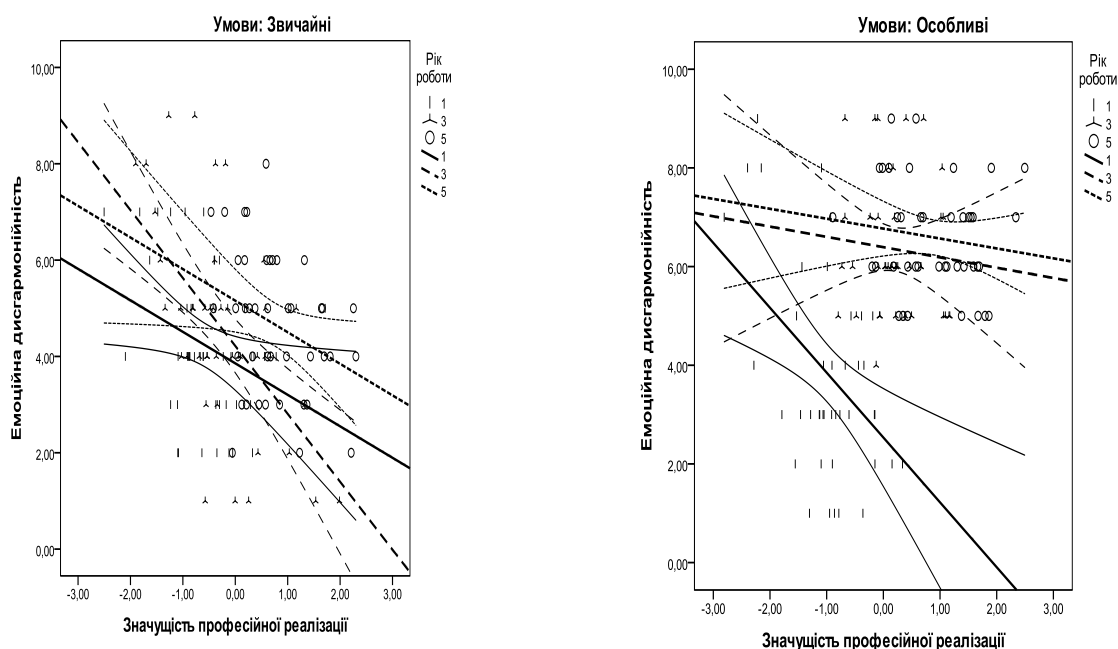 Умови: Звичайні
10,00
8,00
6,00
4,00
2,00
0,00
Емоційна дисгармонійність
-3,00 -2,00 -1,00 0,00 1,00 2,00 3,00
Значущість професійної реалізації
Рік
роботи
1
3
5
1
3
5
Умови: Особливі
10,00
8,00
6,00
4,00
2,00
0,00
Емоційна дисгармонійність
-3,00 -2,00 -1,00 0,00 1,00 2,00 3,00
Значущість професійної реалізації
Рік
роботи
1
3
5
1
3
5